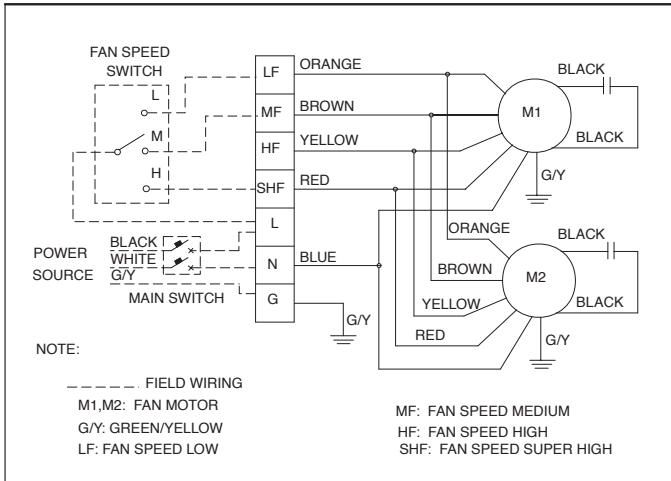 FAN SPEED
SWITCH
L
M
H
LF
MF
HF
SHF
L
N
G
ORANGE
BROWN
YELLOW
RED
BLUE
G/Y
M1
BLACK
BLACK
G/Y
ORANGE
BROWN
YELLOW
RED
M2
BLACK
BLACK
G/Y
POWER
SOURCE
BLACK
WHITE
G/Y
MAIN SWITCH
NOTE:
FIELD WIRING
M1,M2: FAN MOTOR
G/Y: GREEN/YELLOW
LF: FAN SPEED LOW
MF: FAN SPEED MEDIUM
HF: FAN SPEED HIGH
SHF: FAN SPEED SUPER HIGH